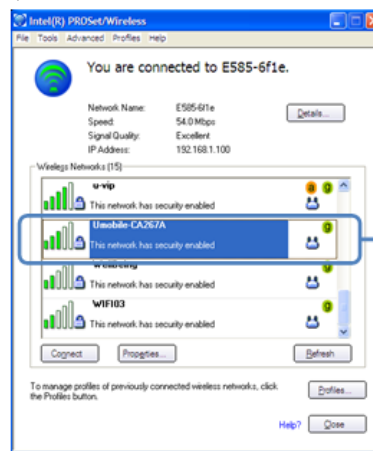 Intel(R) PROSet/Wireless
File Tools Advanced Profiles Help
You are connected to E585-6f1e.
Network Name: E585-6f1e
Speed: 54.0 Mbps
Signal Quality: Excellent
IP Address: 192.168.1.100
Details...
Wireless Networks (15)
u-vip
a g
This network has security enabled
Umobile-CA267A
g
This network has security enabled
wellbeing
g
This network has security enabled
WIFI03
g
This network has security enabled
Connect Properties... Refresh
To manage profiles of previously connected wireless networks, click
the Profiles button.
Profiles...
Help? Close